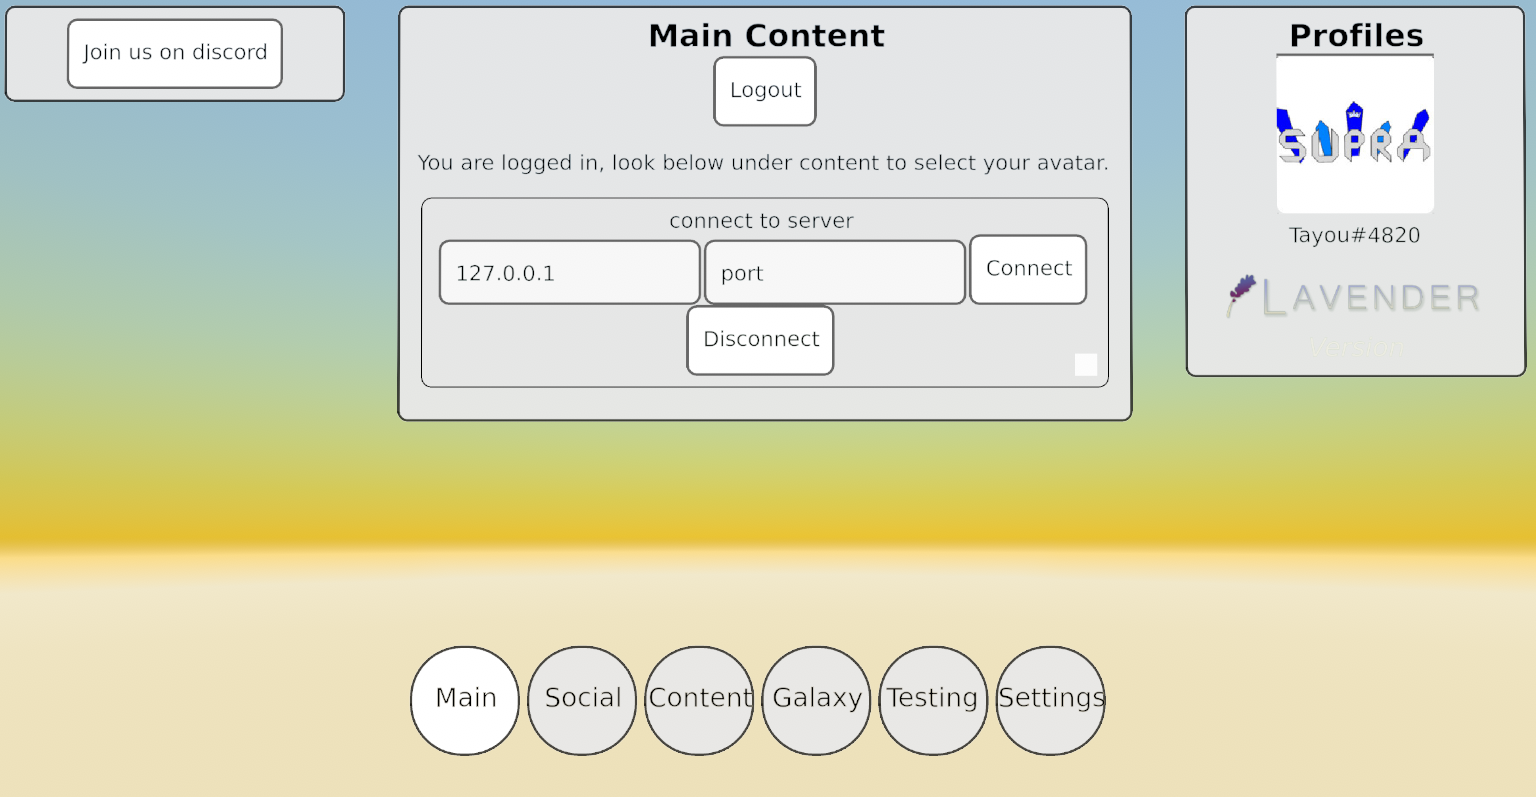 Join us on discord
Main Content
Logout
You are logged in, look below under content to select your avatar.
connect to server
127.0.0.1
port
Connect
Disconnect
Profiles
SUPRA
Tayou#4820
LAVENDER
Main
Social
Content
Galaxy
Testing
Settings